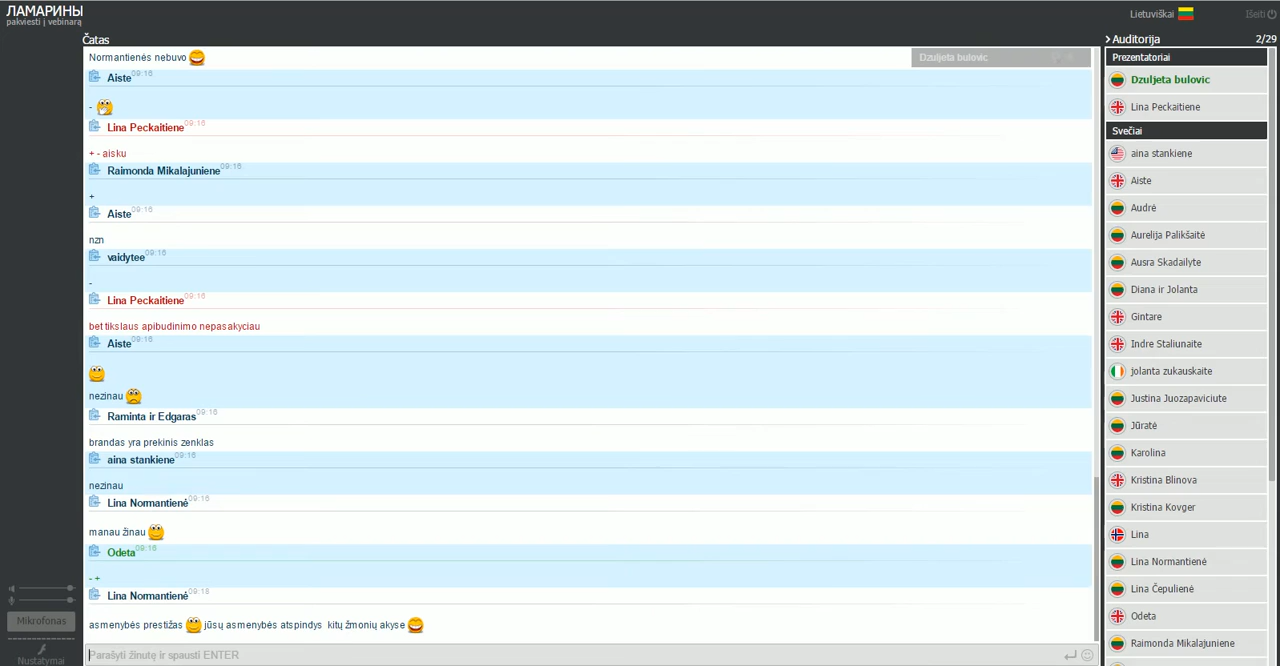 ЛАМАРИНЫ
pakviesti į vebinarą
Lietuviškai
Išeiti
Čatas
Auditorija 2/29
Normantienės nebuvo
Dzuljeta bulovic
Aiste 09:16
-
Lina Peckaitiene 09:16
+ - aisku
Raimonda Mikalajuniene 09:16
+
Aiste 09:16
nzn
vaidytee 09:16
-
Lina Peckaitiene 09:16
bet tikslaus apibudinimo nepasakyciau
Aiste 09:16
nezinau
Raminta ir Edgaras 09:16
brandas yra prekinis zenklas
aina stankiene 09:16
nezinau
Lina Normantienė 09:16
manau žinau
Odeta 09:16
- +
Lina Normantienė 09:18
asmenybės prestižas jūsų asmenybės atspindys kitų žmonių akyse
Parašyti žinutę ir spausti ENTER
Prezentatoriai
Dzuljeta bulovic
Lina Peckaitiene
Svečiai
aina stankiene
Aiste
Audrė
Aurelija Palikšaitė
Ausra Skadailyte
Diana ir Jolanta
Gintare
Indre Staliunaite
jolanta zukauskaite
Justina Juozapaviciute
Jūratė
Karolina
Kristina Blinova
Kristina Kovger
Lina
Lina Normantienė
Lina Čepulienė
Odeta
Raimonda Mikalajuniene
Mikrofonas
Nustatymai